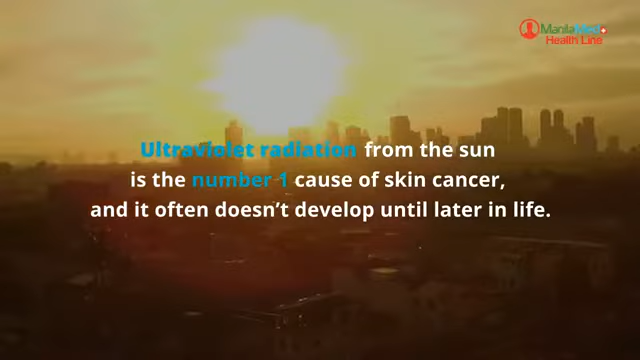 ManilaMed
Health Line
Ultraviolet radiation from the sun
is the number 1 cause of skin cancer,
and it often doesn’t develop until later in life.